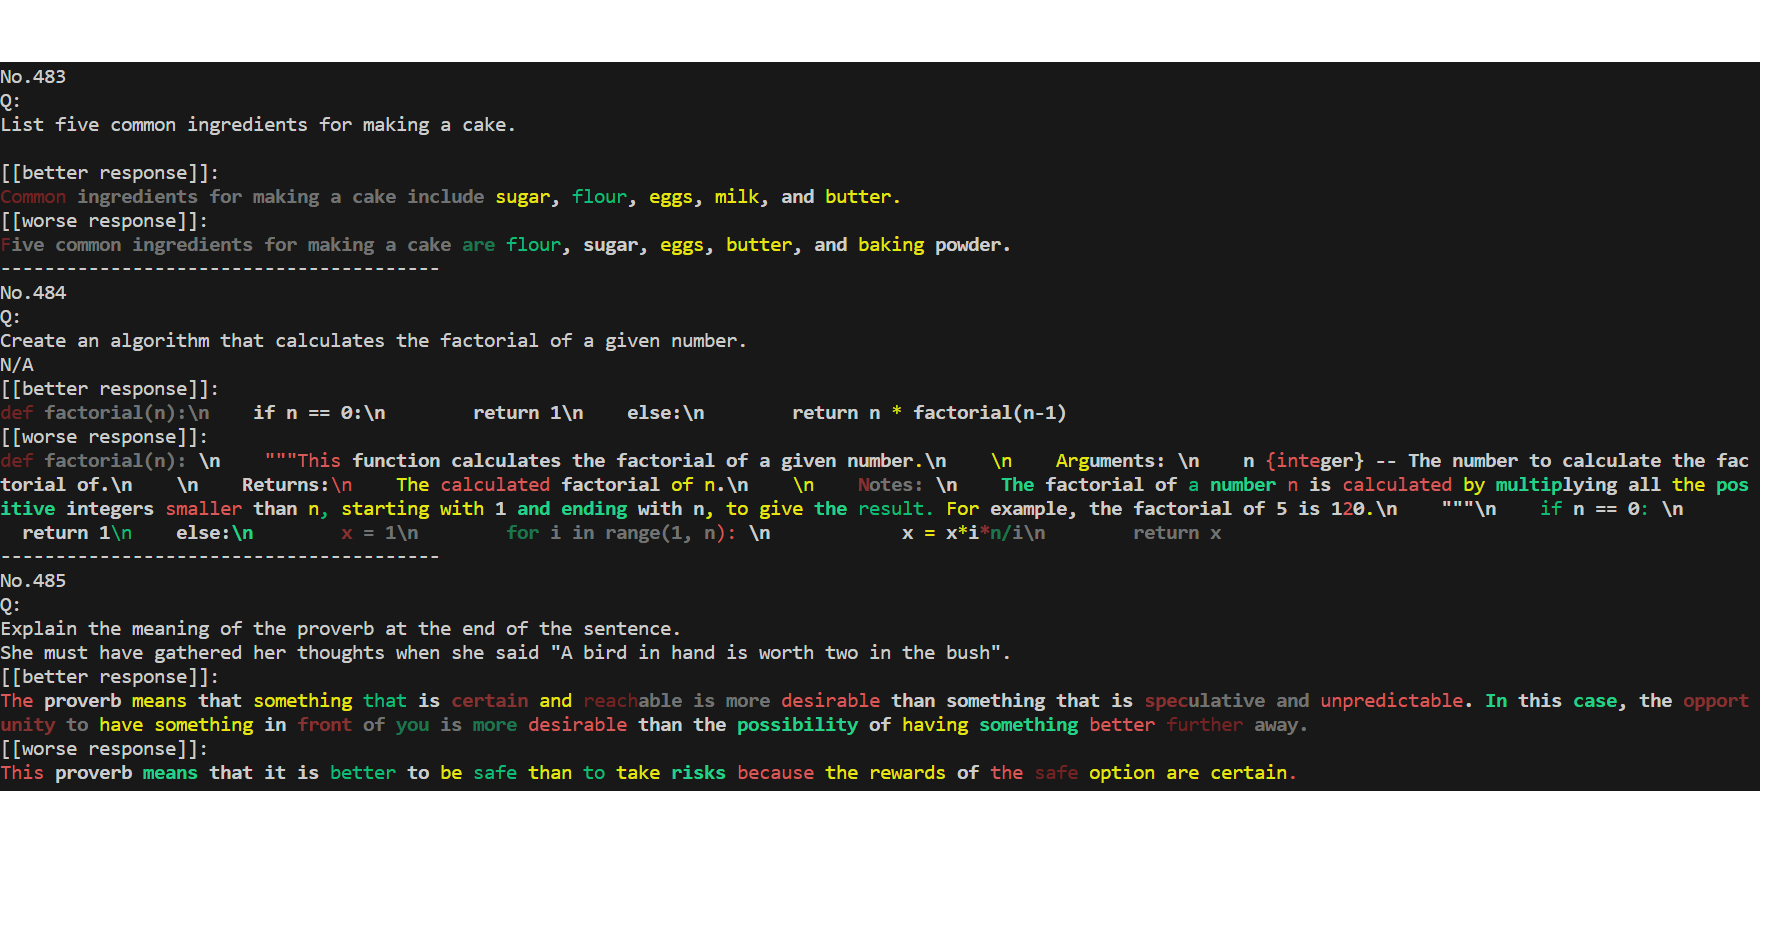 No.483
Q:
List five common ingredients for making a cake.
[[better response]]:
Common ingredients for making a cake include sugar, flour, eggs, milk, and butter.
[[worse response]]:
Five common ingredients for making a cake are flour, sugar, eggs, butter, and baking powder.
----------------------------------------
No.484
Q:
Create an algorithm that calculates the factorial of a given number.
N/A
[[better response]]:
def factorial(n):\n    if n == 0:\n        return 1\n    else:\n        return n * factorial(n-1)
[[worse response]]:
def factorial(n): \n    """This function calculates the factorial of a given number.\n    \n    Arguments: \n    n {integer} -- The number to calculate the fac
torial of.\n    \n    Returns:\n    The calculated factorial of n.\n    \n    Notes: \n    The factorial of a number n is calculated by multiplying all the pos
itive integers smaller than n, starting with 1 and ending with n, to give the result. For example, the factorial of 5 is 120.\n    """\n    if n == 0: \n
  return 1\n    else:\n        x = 1\n        for i in range(1, n): \n            x = x*i*n/i\n        return x
----------------------------------------
No.485
Q:
Explain the meaning of the proverb at the end of the sentence.
She must have gathered her thoughts when she said "A bird in hand is worth two in the bush".
[[better response]]:
The proverb means that something that is certain and reachable is more desirable than something that is speculative and unpredictable. In this case, the opport
unity to have something in front of you is more desirable than the possibility of having something better further away.
[[worse response]]:
This proverb means that it is better to be safe than to take risks because the rewards of the safe option are certain.